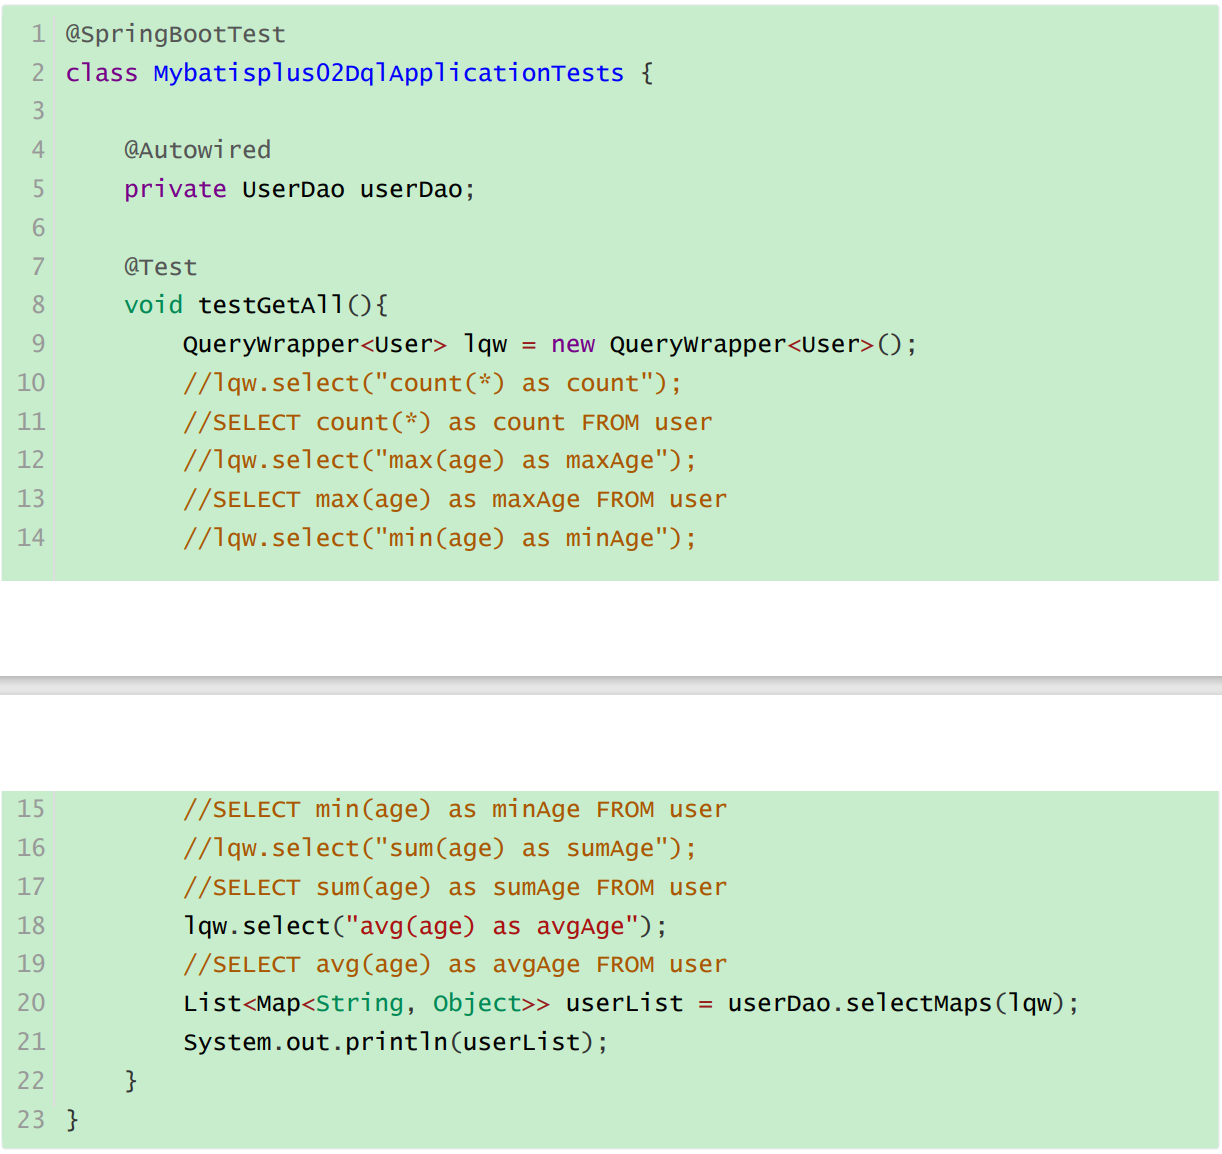 1 @SpringBootTest
2 class Mybatisplus02DqlApplicationTests {
3
4     @Autowired
5     private UserDao userDao;
6
7     @Test
8     void testGetAll(){
9         QueryWrapper<User> lqw = new QueryWrapper<User>();
10         //lqw.select("count(*) as count");
11         //SELECT count(*) as count FROM user
12         //lqw.select("max(age) as maxAge");
13         //SELECT max(age) as maxAge FROM user
14         //lqw.select("min(age) as minAge");
15         //SELECT min(age) as minAge FROM user
16         //lqw.select("sum(age) as sumAge");
17         //SELECT sum(age) as sumAge FROM user
18         lqw.select("avg(age) as avgAge");
19         //SELECT avg(age) as avgAge FROM user
20         List<Map<String, Object>> userList = userDao.selectMaps(lqw);
21         System.out.println(userList);
22     }
23 }